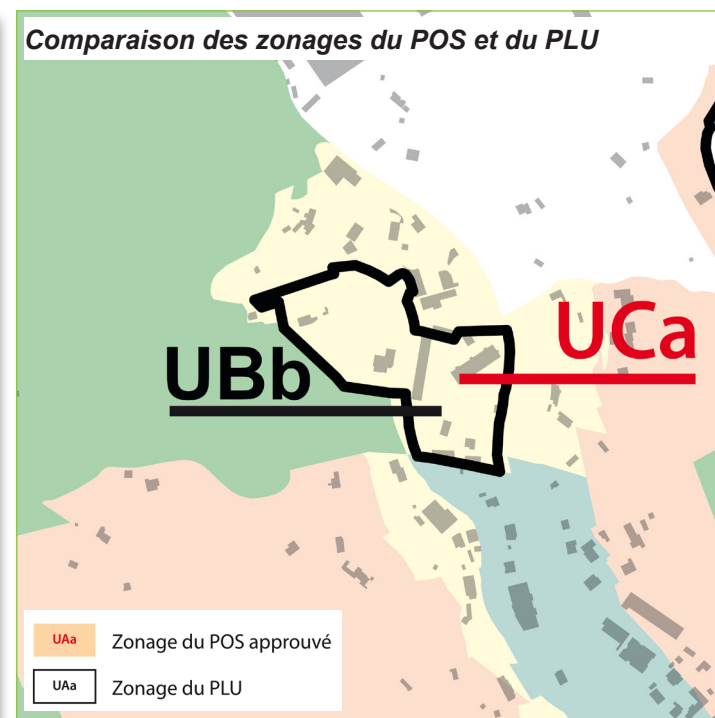 Comparaison des zonages du POS et du PLU
UCa
UBb
UAa Zonage du POS approuvé
UAa Zonage du PLU